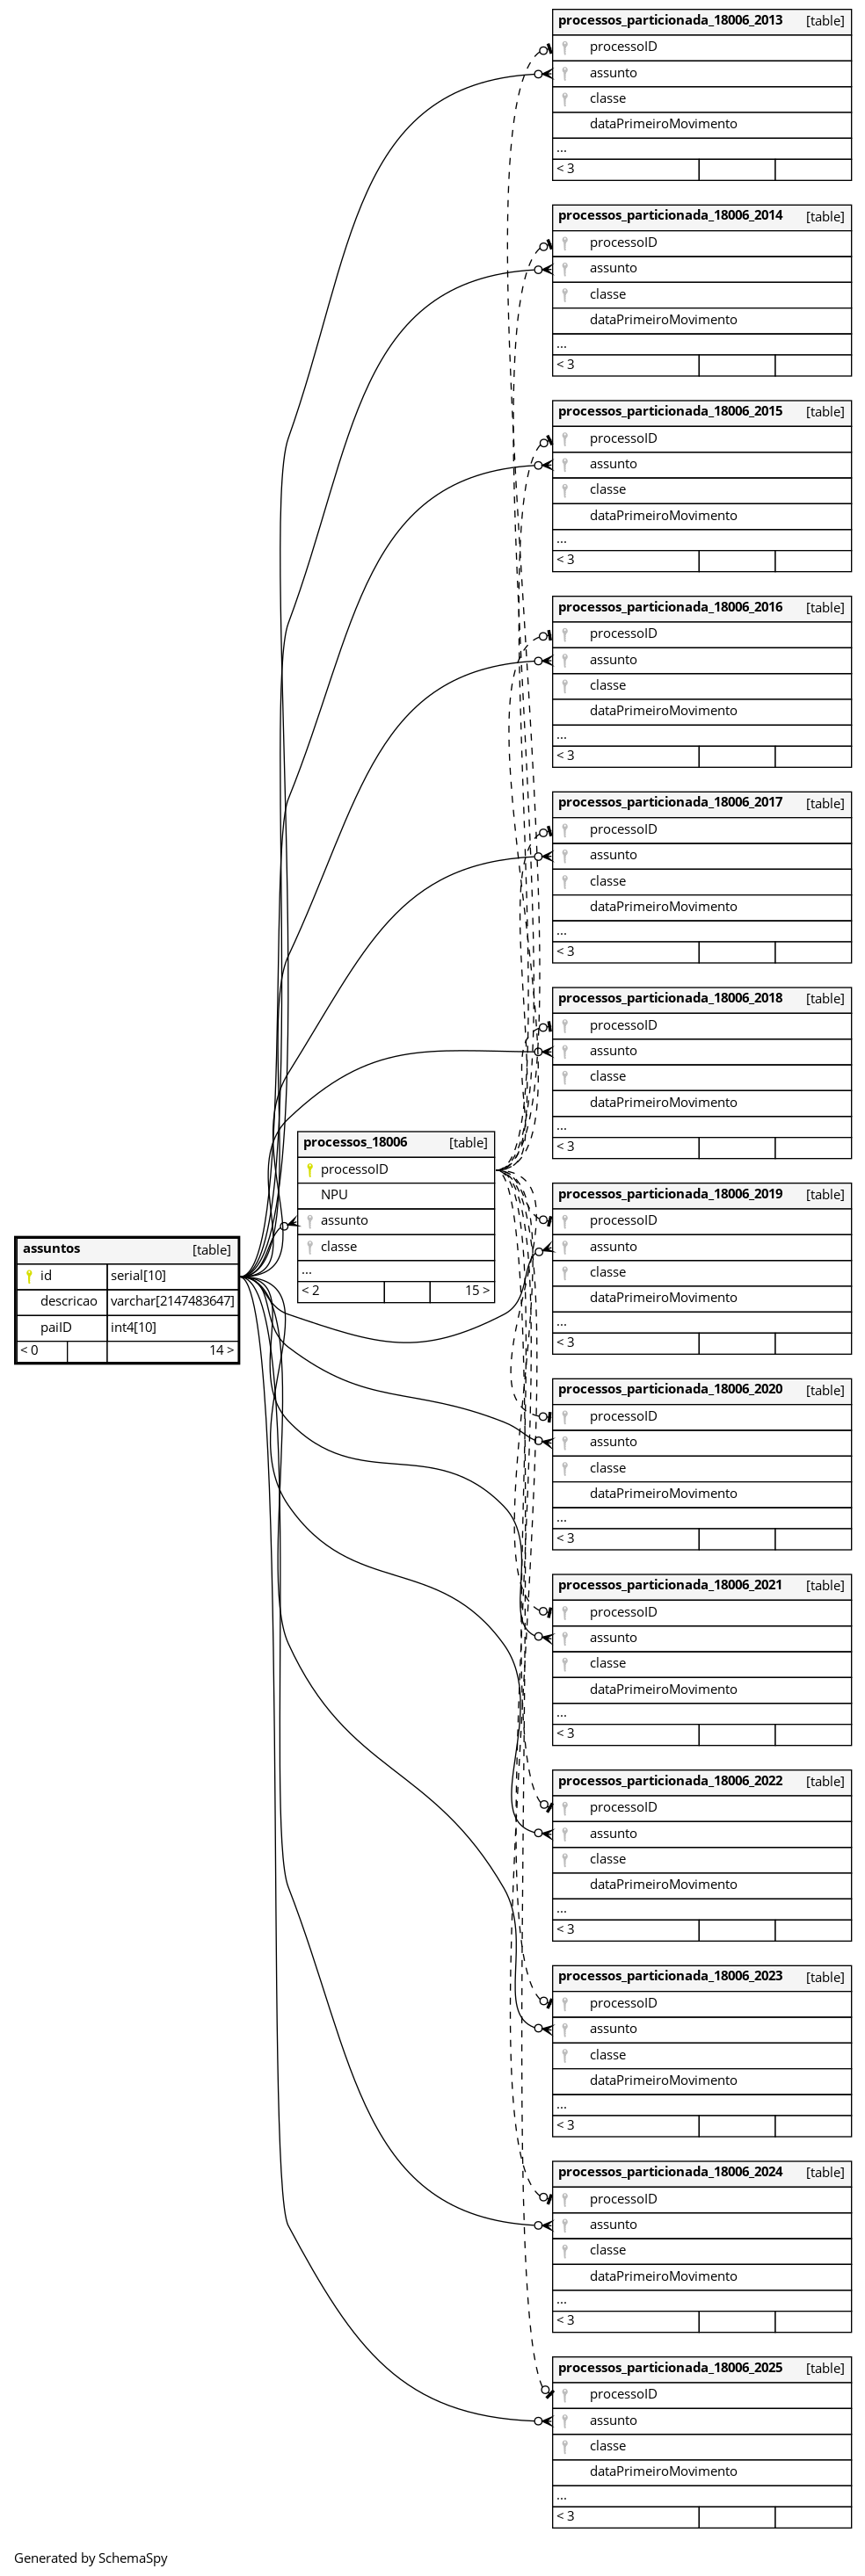 processos_particionada_18006_2013 [table]
processoID
assunto
classe
dataPrimeiroMovimento
...
< 3
processos_particionada_18006_2014 [table]
processoID
assunto
classe
dataPrimeiroMovimento
...
< 3
processos_particionada_18006_2015 [table]
processoID
assunto
classe
dataPrimeiroMovimento
...
< 3
processos_particionada_18006_2016 [table]
processoID
assunto
classe
dataPrimeiroMovimento
...
< 3
processos_particionada_18006_2017 [table]
processoID
assunto
classe
dataPrimeiroMovimento
...
< 3
processos_particionada_18006_2018 [table]
processoID
assunto
classe
dataPrimeiroMovimento
...
< 3
processos_18006 [table]
processoID
NPU
assunto
classe
...
< 2 15 >
assuntos [table]
id serial[10]
descricao varchar[2147483647]
paiID int4[10]
< 0 14 >
processos_particionada_18006_2019 [table]
processoID
assunto
classe
dataPrimeiroMovimento
...
< 3
processos_particionada_18006_2020 [table]
processoID
assunto
classe
dataPrimeiroMovimento
...
< 3
processos_particionada_18006_2021 [table]
processoID
assunto
classe
dataPrimeiroMovimento
...
< 3
processos_particionada_18006_2022 [table]
processoID
assunto
classe
dataPrimeiroMovimento
...
< 3
processos_particionada_18006_2023 [table]
processoID
assunto
classe
dataPrimeiroMovimento
...
< 3
processos_particionada_18006_2024 [table]
processoID
assunto
classe
dataPrimeiroMovimento
...
< 3
processos_particionada_18006_2025 [table]
processoID
assunto
classe
dataPrimeiroMovimento
...
< 3
Generated by SchemaSpy